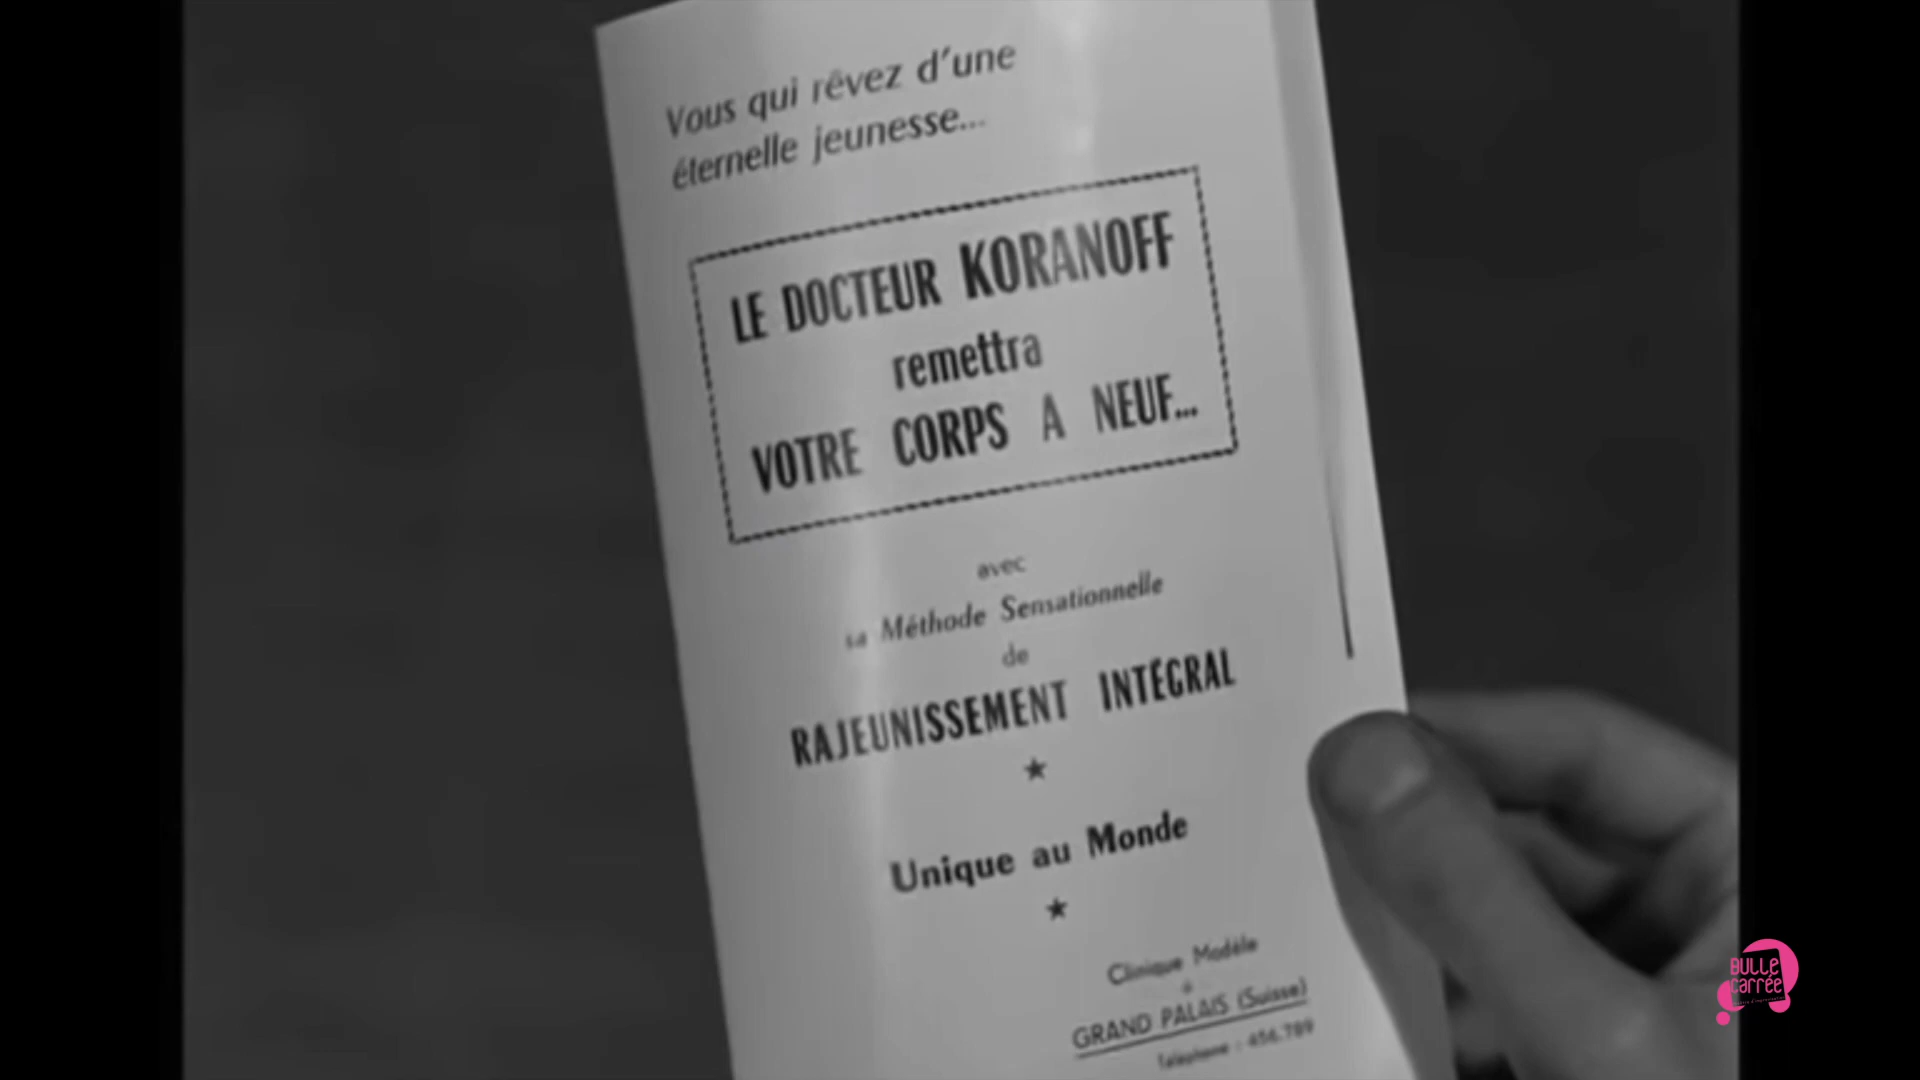 Vous qui rêvez d'une
éternelle jeunesse...
LE DOCTEUR KORANOFF
remettra
VOTRE CORPS A NEUF...
avec
sa Méthode Sensationnelle
de
RAJEUNISSEMENT INTÉGRAL
★
Unique au Monde
★
Clinique Modèle
à
GRAND PALAIS (Suisse)
Téléphone : 456.789
BULLE
carrée